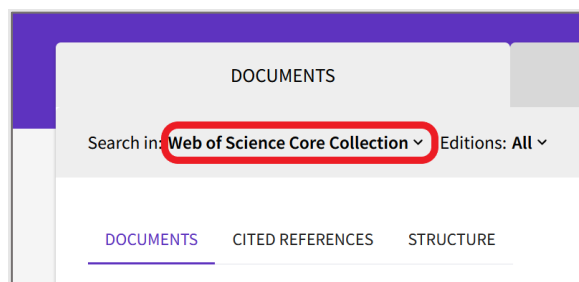 DOCUMENTS
Search in: Web of Science Core Collection Editions: All
DOCUMENTS CITED REFERENCES STRUCTURE